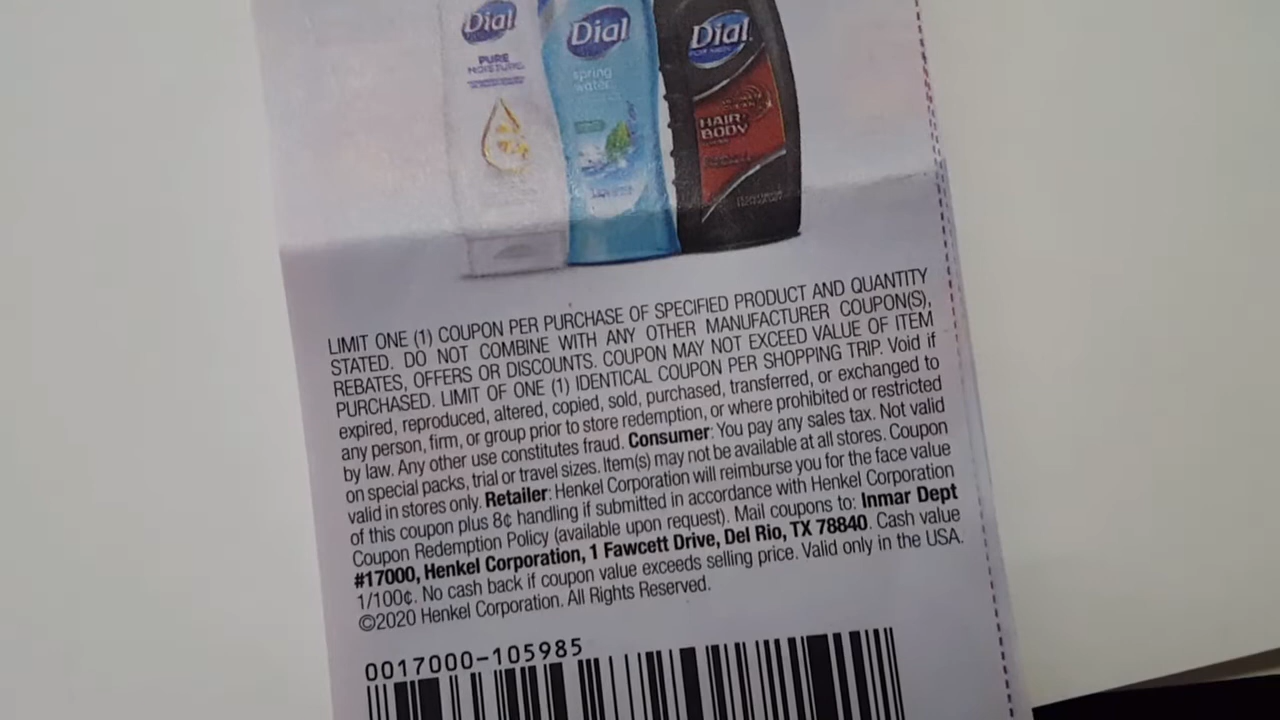 Dial
PURE
MOISTURE
Dial
spring
water
Dial
FOR MEN
HAIR+
BODY
LIMIT ONE (1) COUPON PER PURCHASE OF SPECIFIED PRODUCT AND QUANTITY
STATED. DO NOT COMBINE WITH ANY OTHER MANUFACTURER COUPON(S),
REBATES, OFFERS OR DISCOUNTS. COUPON MAY NOT EXCEED VALUE OF ITEM
PURCHASED. LIMIT OF ONE (1) IDENTICAL COUPON PER SHOPPING TRIP. Void if
expired, reproduced, altered, copied, sold, purchased, transferred, or exchanged to
any person, firm, or group prior to store redemption, or where prohibited or restricted
by law. Any other use constitutes fraud. Consumer: You pay any sales tax. Not valid
on special packs, trial or travel sizes. Item(s) may not be available at all stores. Coupon
valid in stores only. Retailer: Henkel Corporation will reimburse you for the face value
of this coupon plus 8¢ handling if submitted in accordance with Henkel Corporation
Coupon Redemption Policy (available upon request). Mail coupons to: Inmar Dept
#17000, Henkel Corporation, 1 Fawcett Drive, Del Rio, TX 78840. Cash value
1/100¢. No cash back if coupon value exceeds selling price. Valid only in the USA.
©2020 Henkel Corporation. All Rights Reserved.
0017000-105985